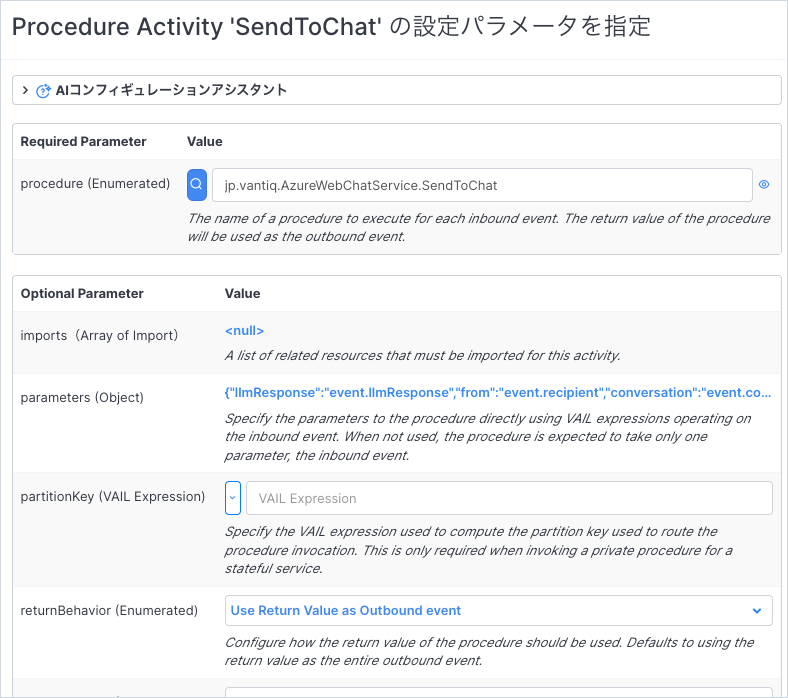 Procedure Activity 'SendToChat' の設定パラメータを指定
AIコンフィギュレーションアシスタント
Required Parameter Value
procedure (Enumerated) jp.vantiq.AzureWebChatService.SendToChat
The name of a procedure to execute for each inbound event. The return value of the procedure
will be used as the outbound event.
Optional Parameter Value
imports（Array of Import） <null>
A list of related resources that must be imported for this activity.
parameters (Object) {"llmResponse":"event.llmResponse","from":"event.recipient","conversation":"event.co...
Specify the parameters to the procedure directly using VAIL expressions operating on
the inbound event. When not used, the procedure is expected to take only one
parameter, the inbound event.
partitionKey (VAIL Expression) VAIL Expression
Specify the VAIL expression used to compute the partition key used to route the
procedure invocation. This is only required when invoking a private procedure for a
stateful service.
returnBehavior (Enumerated) Use Return Value as Outbound event
Configure how the return value of the procedure should be used. Defaults to using the
return value as the entire outbound event.